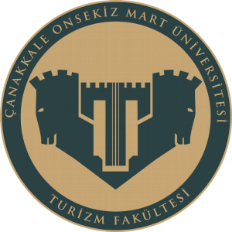 ÇANAKKALE ONSEKİZ MART ÜNİVERSİTESİ
TURİZM FAKÜLTESİ